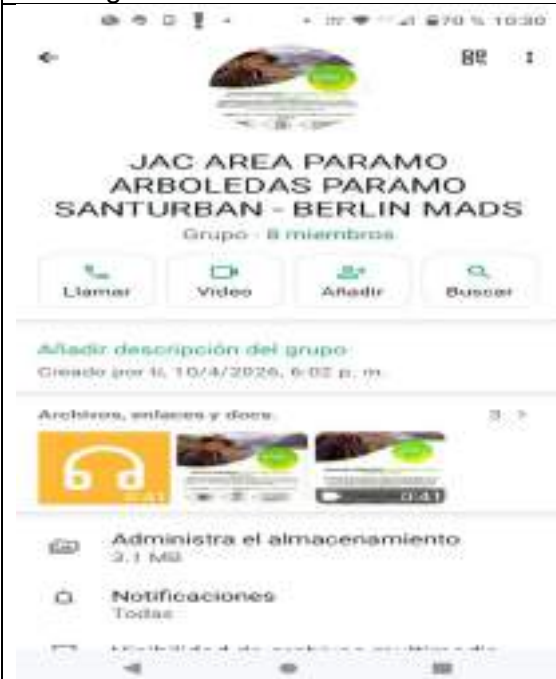 70 % 10:30
JAC AREA PARAMO
ARBOLEDAS PARAMO
SANTURBAN - BERLIN MADS
Grupo · 8 miembros
Llamar Video Añadir Buscar
Añadir descripción del grupo
Creado por ti, 10/4/2026, 6:02 p. m.
Archivos, enlaces y docs. 3 >
0:41 0:41
Administra el almacenamiento
3.1 MB
Notificaciones
Todas